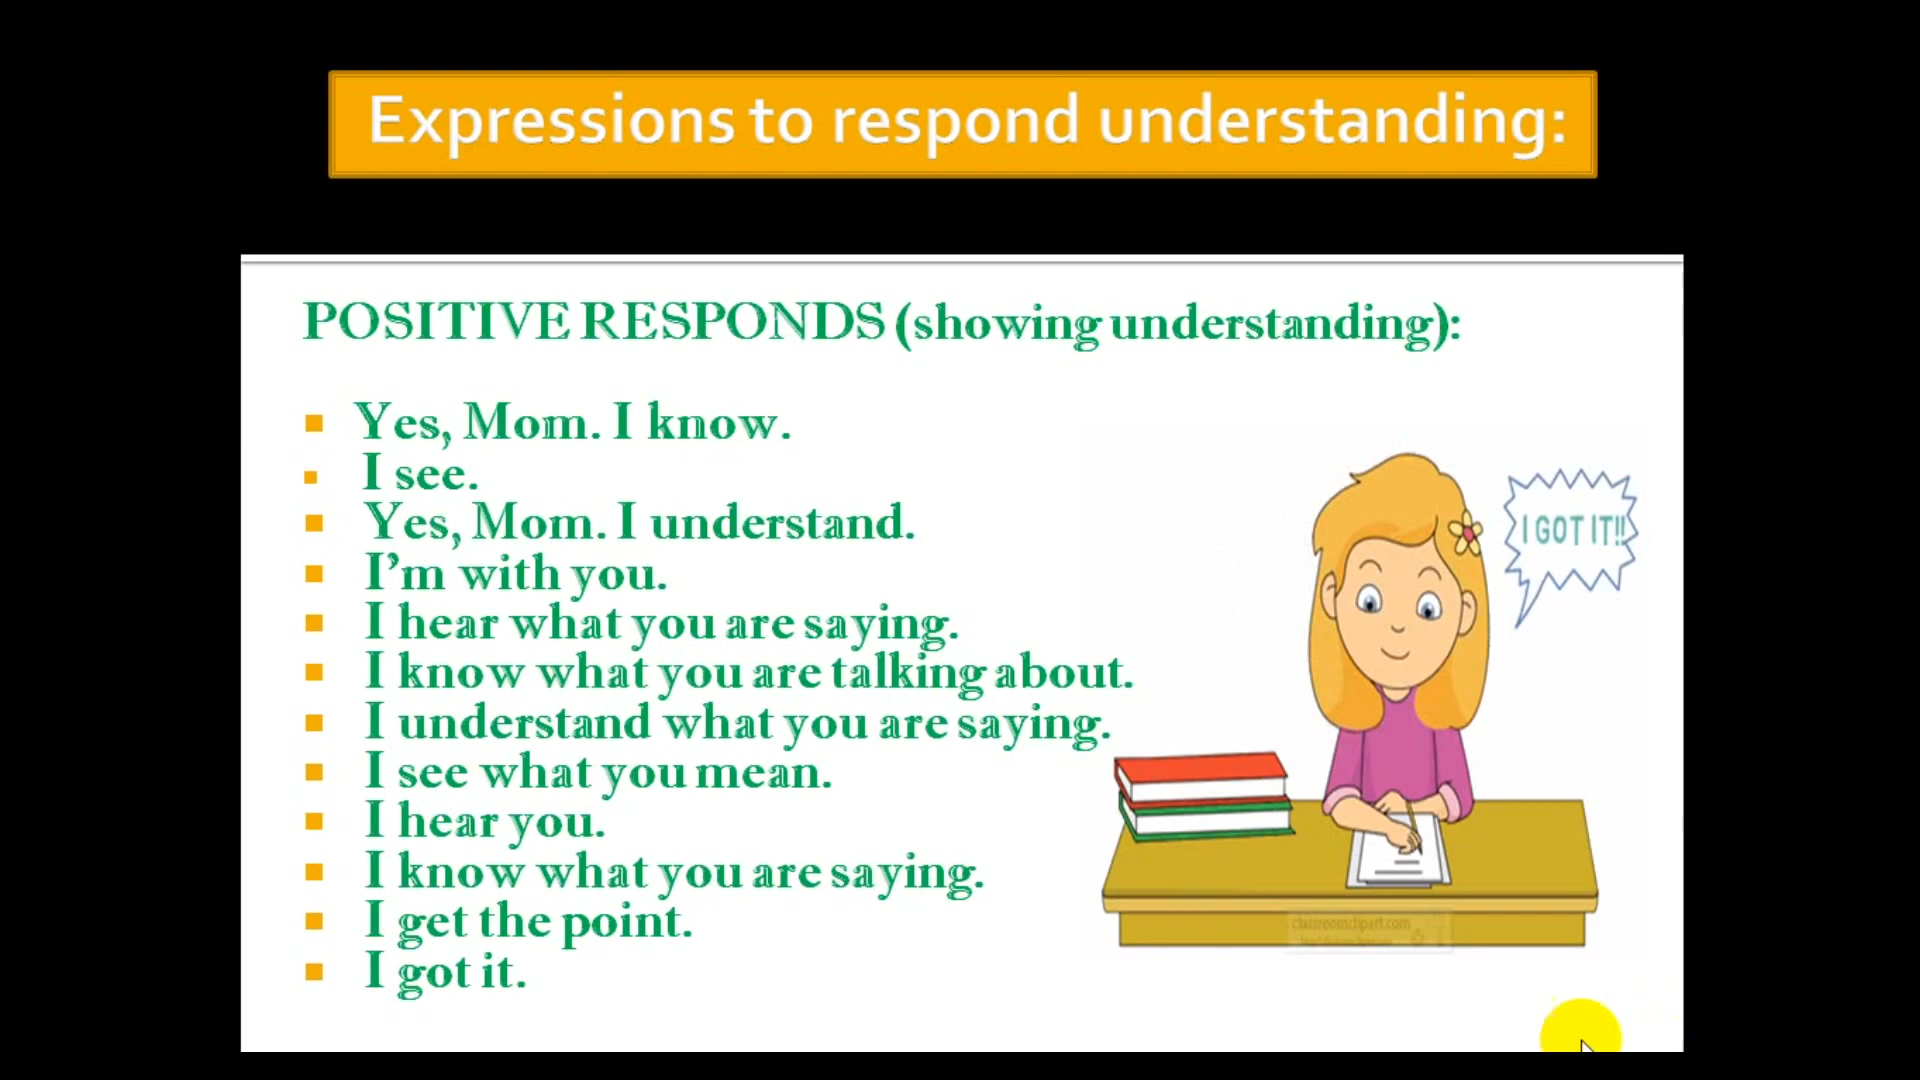 Expressions to respond understanding:
POSITIVE RESPONDS (showing understanding):
Yes, Mom. I know.
I see.
Yes, Mom. I understand.
I'm with you.
I hear what you are saying.
I know what you are talking about.
I understand what you are saying.
I see what you mean.
I hear you.
I know what you are saying.
I get the point.
I got it.
I GOT IT!!
classroomclipart.com